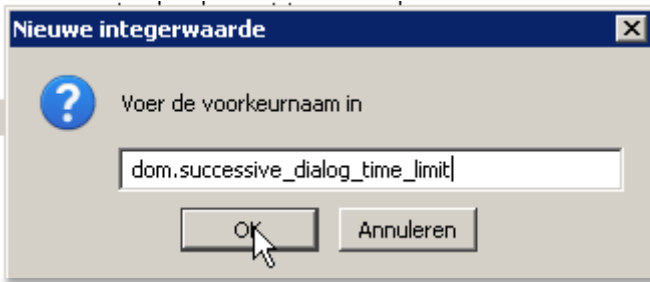 Nieuwe integerwaarde
Voer de voorkeurnaam in
dom.successive_dialog_time_limit
OK
Annuleren